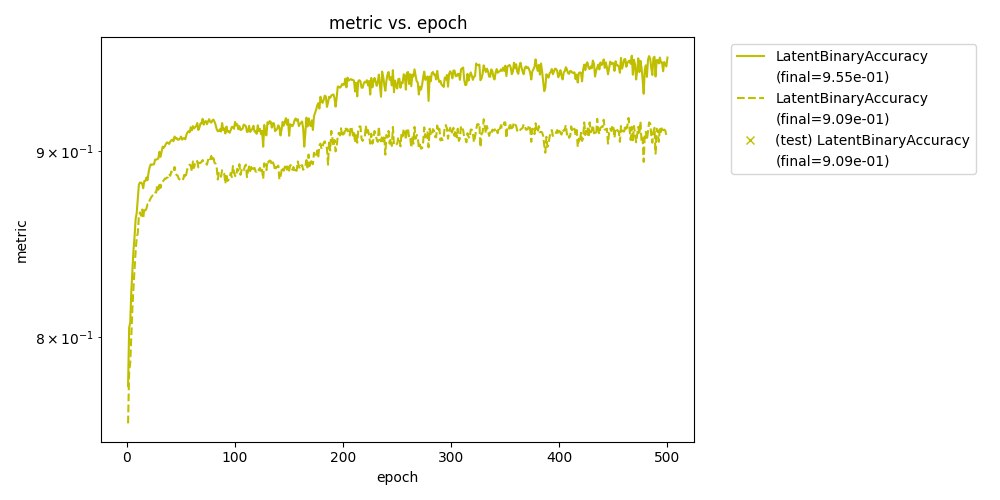 metric vs. epoch
LatentBinaryAccuracy
(final=9.55e-01)
LatentBinaryAccuracy
(final=9.09e-01)
(test) LatentBinaryAccuracy
(final=9.09e-01)
9 × 10⁻¹
8 × 10⁻¹
metric
0 100 200 300 400 500
epoch